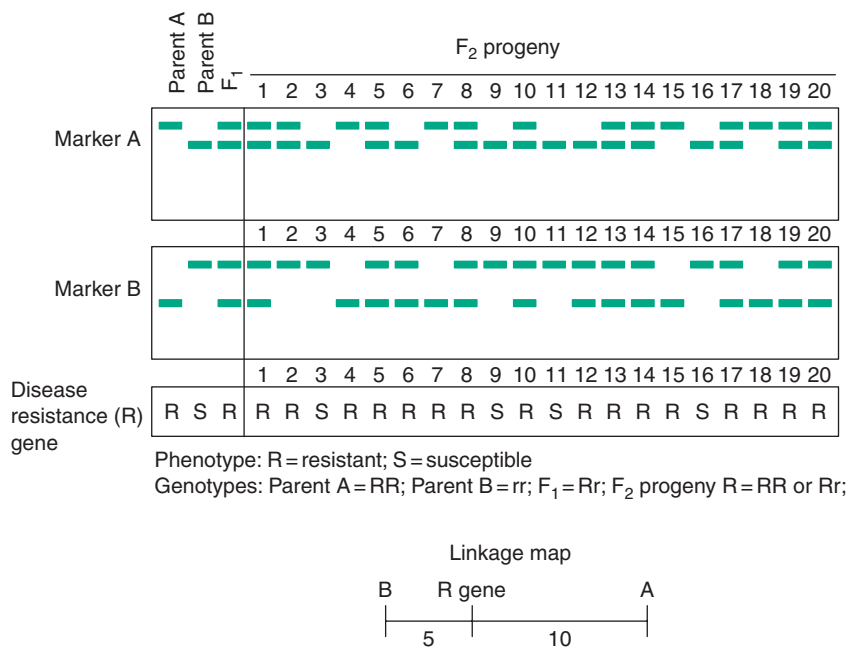 Parent A
Parent B
F1
F2 progeny
1 2 3 4 5 6 7 8 9 10 11 12 13 14 15 16 17 18 19 20
Marker A
1 2 3 4 5 6 7 8 9 10 11 12 13 14 15 16 17 18 19 20
Marker B
1 2 3 4 5 6 7 8 9 10 11 12 13 14 15 16 17 18 19 20
Disease
resistance (R)
gene
R S R R R S R R R R R S R S R R R R S R R R R
Phenotype: R = resistant; S = susceptible
Genotypes: Parent A = RR; Parent B = rr; F1 = Rr; F2 progeny R = RR or Rr;
Linkage map
B R gene A
5 10